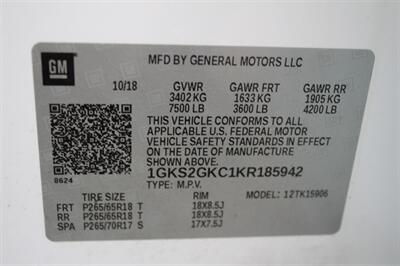 GM
MFD BY GENERAL MOTORS LLC
10/18 GVWR GAWR FRT GAWR RR
3402 KG 1633 KG 1905 KG
7500 LB 3600 LB 4200 LB
THIS VEHICLE CONFORMS TO ALL
APPLICABLE U.S. FEDERAL MOTOR
VEHICLE SAFETY STANDARDS IN EFFECT
ON THE DATE OF MANUFACTURE
SHOWN ABOVE.
8624
1GKS2GKC1KR185942
TYPE: M.P.V. MODEL: 12TK15906
TIRE SIZE RIM
FRT P265/65R18 T 18X8.5J
RR P265/65R18 T 18X8.5J
SPA P265/70R17 S 17X7.5J